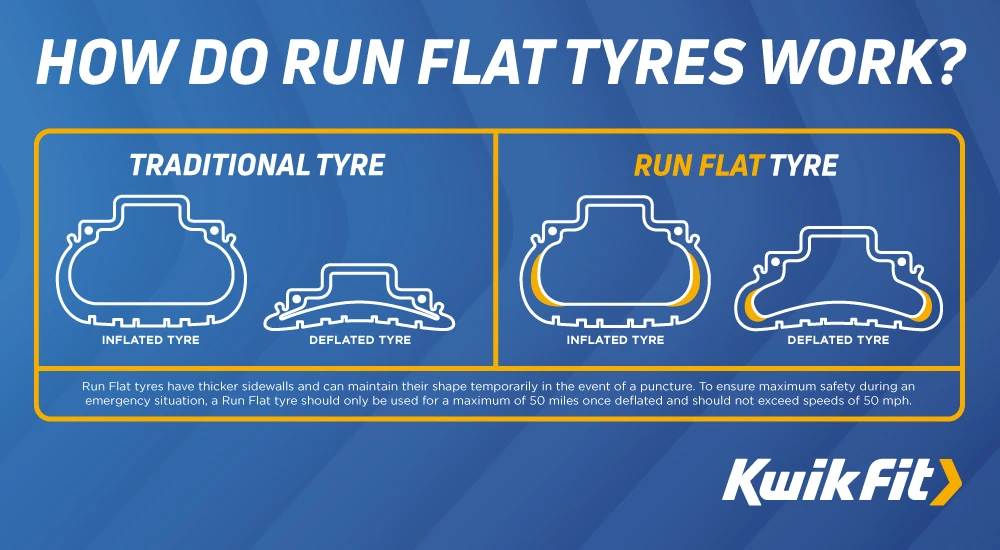 HOW DO RUN FLAT TYRES WORK?
TRADITIONAL TYRE
INFLATED TYRE
DEFLATED TYRE
RUN FLAT TYRE
INFLATED TYRE
DEFLATED TYRE
Run Flat tyres have thicker sidewalls and can maintain their shape temporarily in the event of a puncture. To ensure maximum safety during an
emergency situation, a Run Flat tyre should only be used for a maximum of 50 miles once deflated and should not exceed speeds of 50 mph.
KwikFit